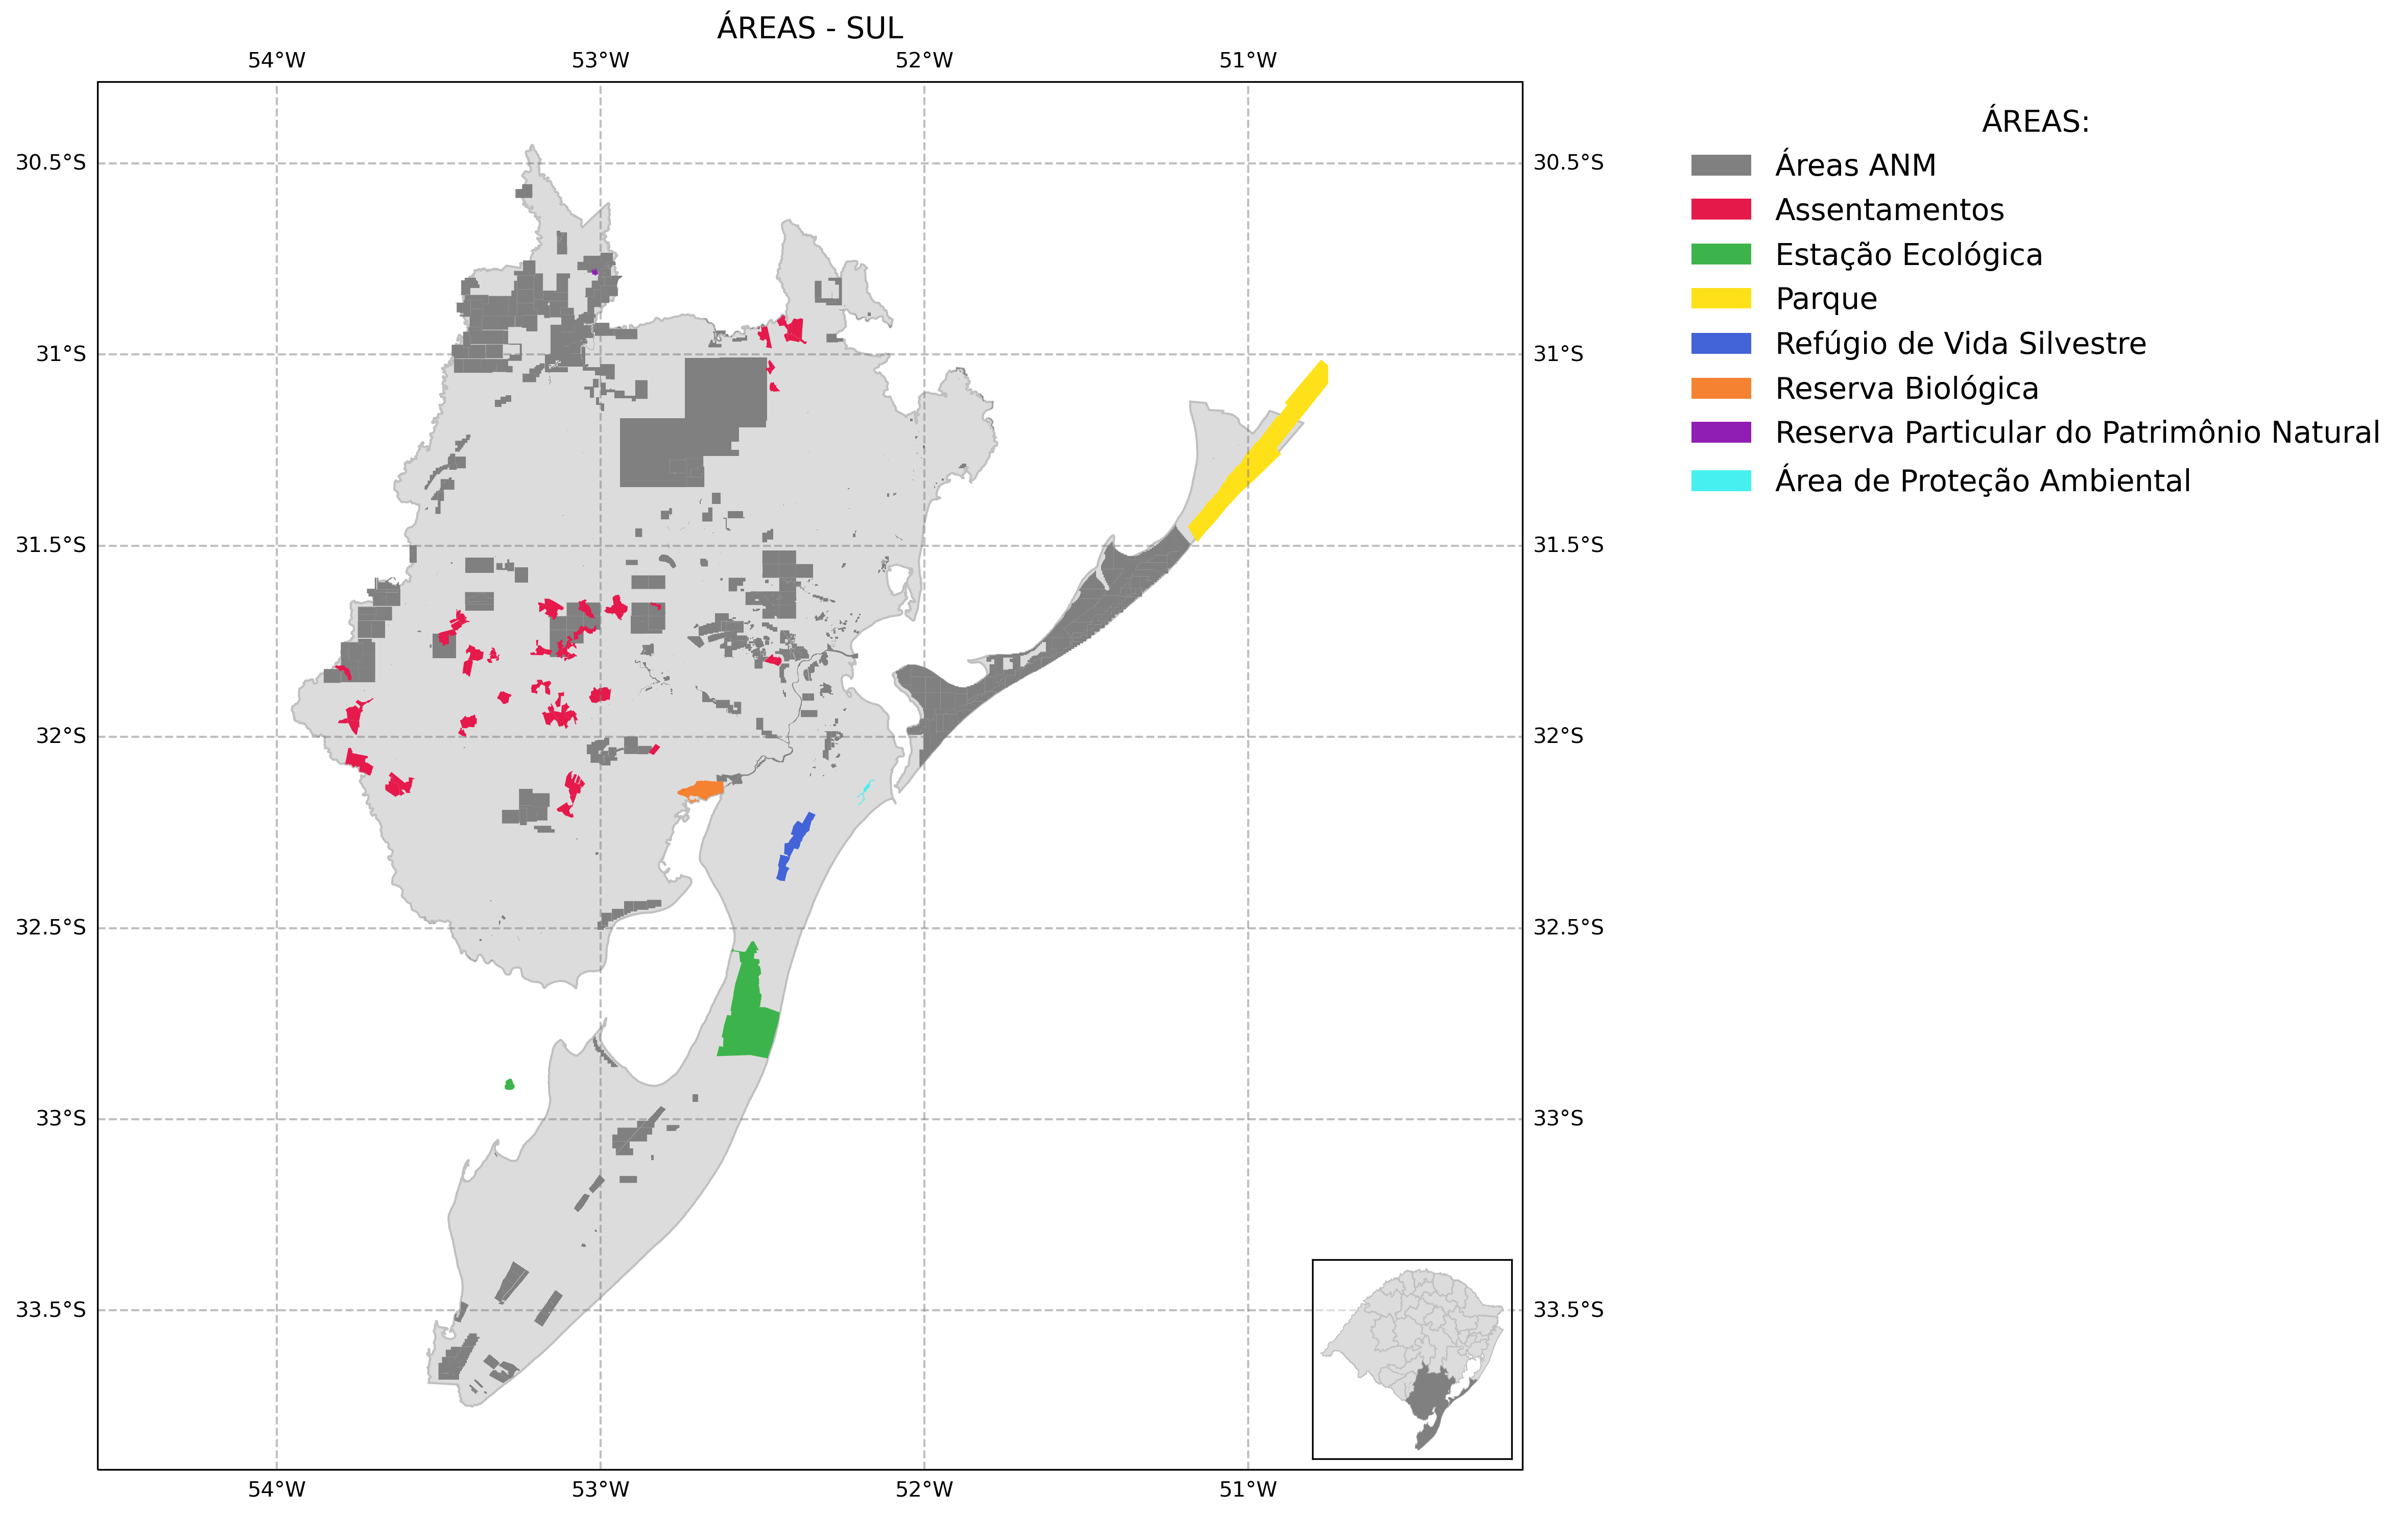 ÁREAS - SUL
54°W 53°W 52°W 51°W
30.5°S 30.5°S
31°S 31°S
31.5°S 31.5°S
32°S 32°S
32.5°S 32.5°S
33°S 33°S
33.5°S 33.5°S
54°W 53°W 52°W 51°W
ÁREAS:
Áreas ANM
Assentamentos
Estação Ecológica
Parque
Refúgio de Vida Silvestre
Reserva Biológica
Reserva Particular do Patrimônio Natural
Área de Proteção Ambiental